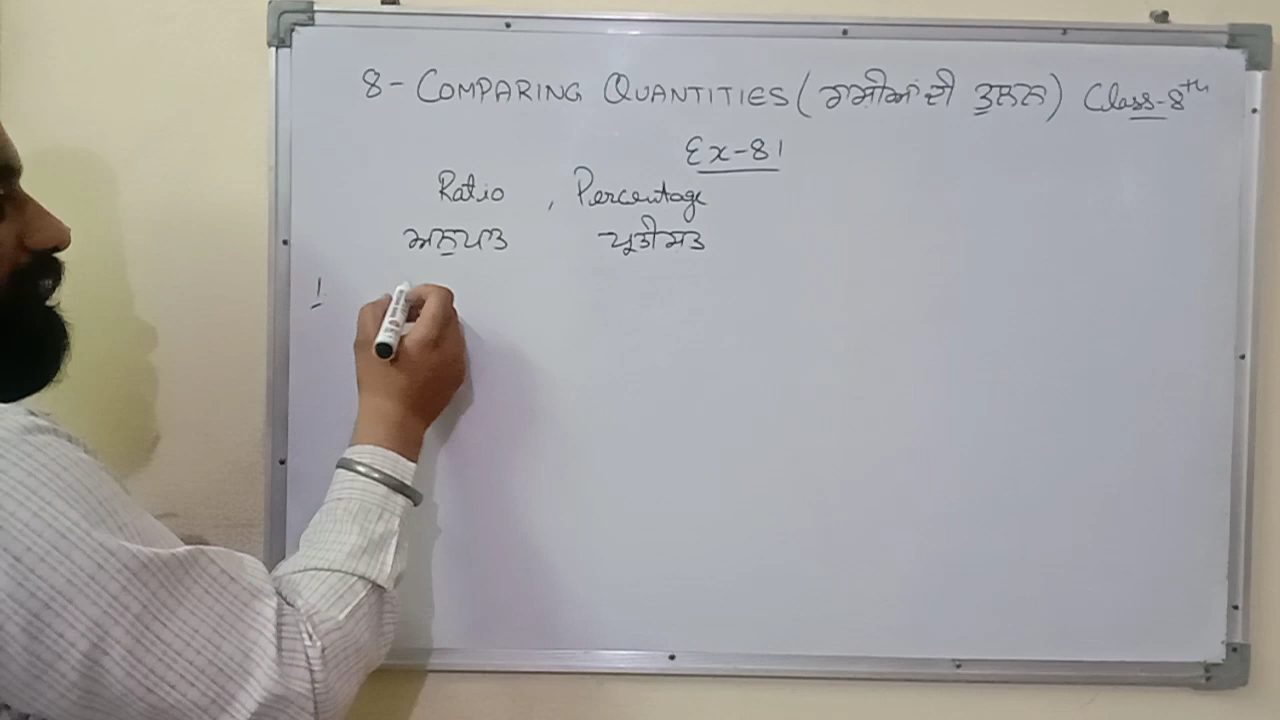 8 - COMPARING QUANTITIES (ਰਾਸ਼ੀਆਂ ਦੀ ਤੁਲਨਾ) Class-8th
Ex-8.1
Ratio , Percentage
ਅਨੁਪਾਤ ਪ੍ਰਤੀਸ਼ਤ
1.